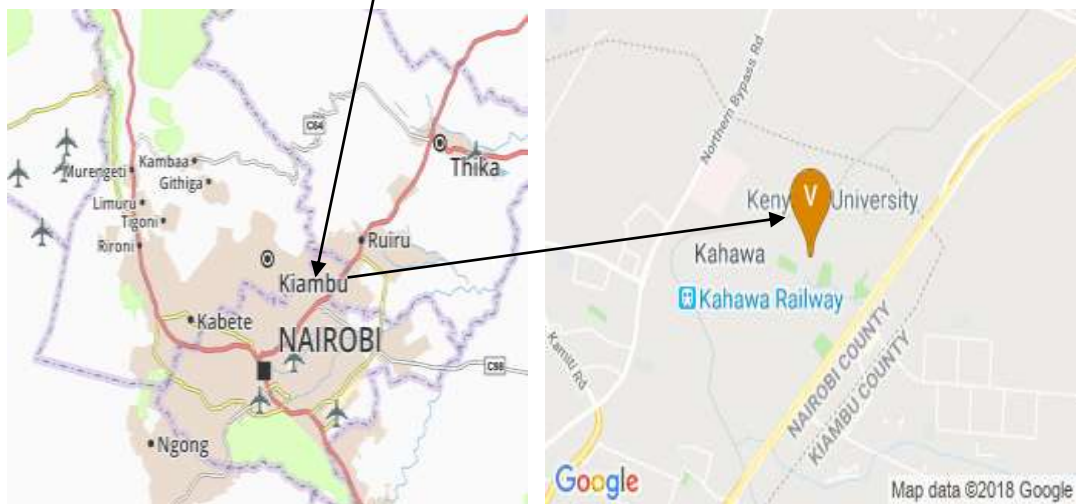 C64
Thika
Kambaa
Murengeti
Githiga
Limuru
Tigoni
Rironi
Ruiru
Kiambu
Kabete
NAIROBI
C98
Ngong
Northern Bypass Rd
V
University
Kahawa
Kahawa Railway
Kamiti Rd
NAIROBI COUNTY
KIAMBU COUNTY
Google
Map data ©2018 Google